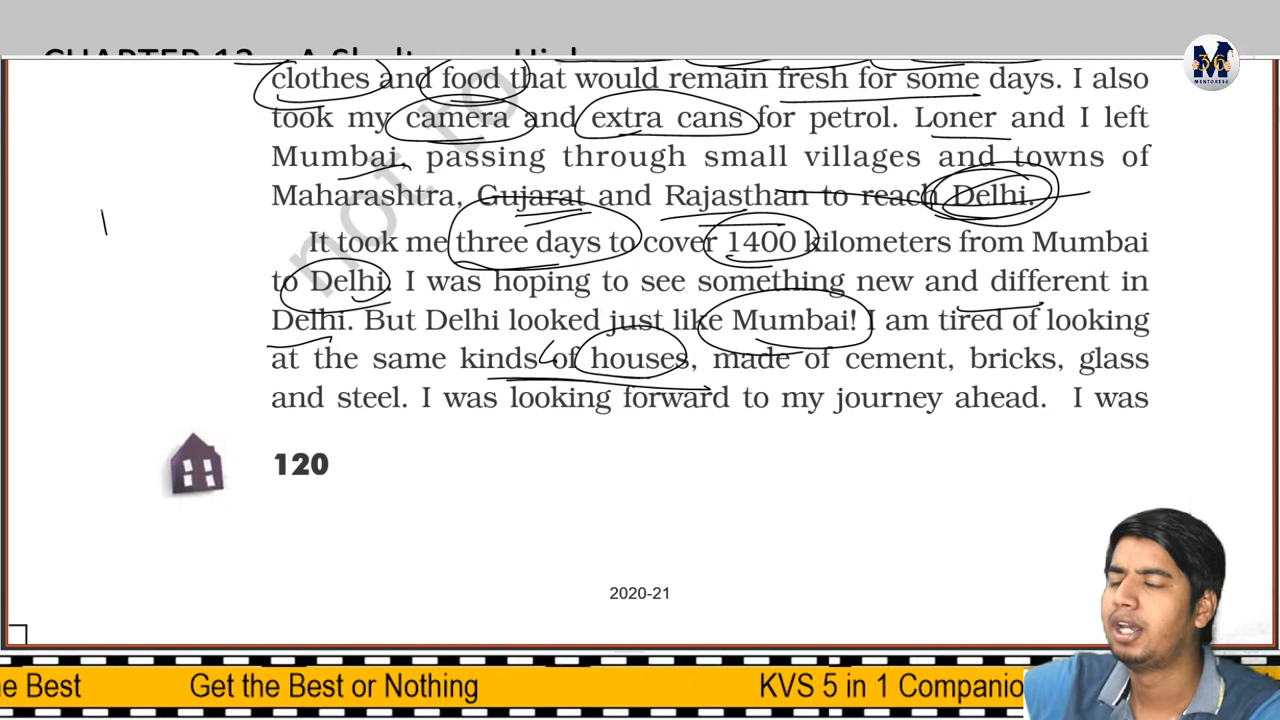 clothes and food that would remain fresh for some days. I also
took my camera and extra cans for petrol. Loner and I left
Mumbai, passing through small villages and towns of
Maharashtra, Gujarat and Rajasthan to reach Delhi.
It took me three days to cover 1400 kilometers from Mumbai
to Delhi. I was hoping to see something new and different in
Delhi. But Delhi looked just like Mumbai! I am tired of looking
at the same kinds of houses, made of cement, bricks, glass
and steel. I was looking forward to my journey ahead. I was
not to
120
2020-21
M
36
MENTORS36
e Best Get the Best or Nothing KVS 5 in 1 Companio